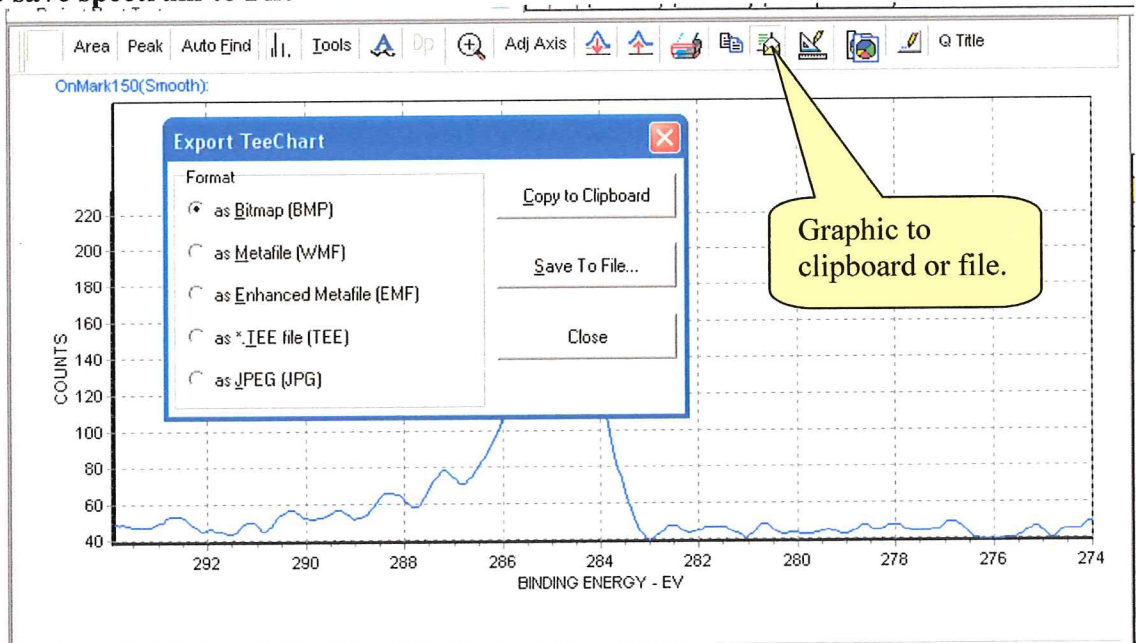 save spectrum to
Area Peak Auto Find Tools Dp Adj Axis Q Title
OnMark150(Smooth):
Export TeeChart
Format
as Bitmap (BMP)
as Metafile (WMF)
as Enhanced Metafile (EMF)
as *.TEE file (TEE)
as JPEG (JPG)
Copy to Clipboard
Save To File...
Close
Graphic to
clipboard or file.
COUNTS
220
200
180
160
140
120
100
80
60
40
292 290 288 286 284 282 280 278 276 274
BINDING ENERGY - EV